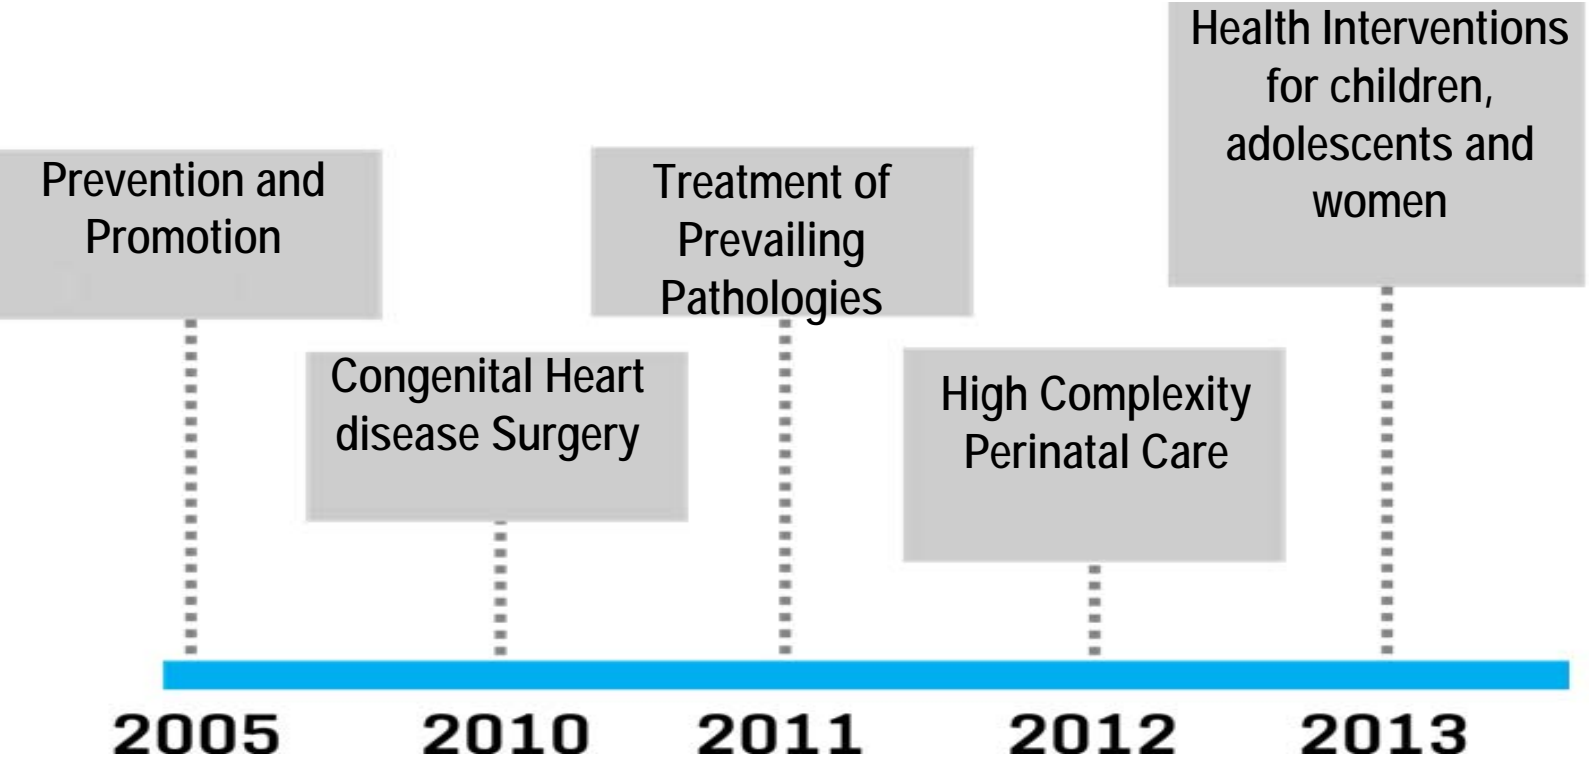 Prevention and
Promotion
Congenital Heart
disease Surgery
Treatment of
Prevailing
Pathologies
High Complexity
Perinatal Care
Health Interventions
for children,
adolescents and
women
2005 2010 2011 2012 2013